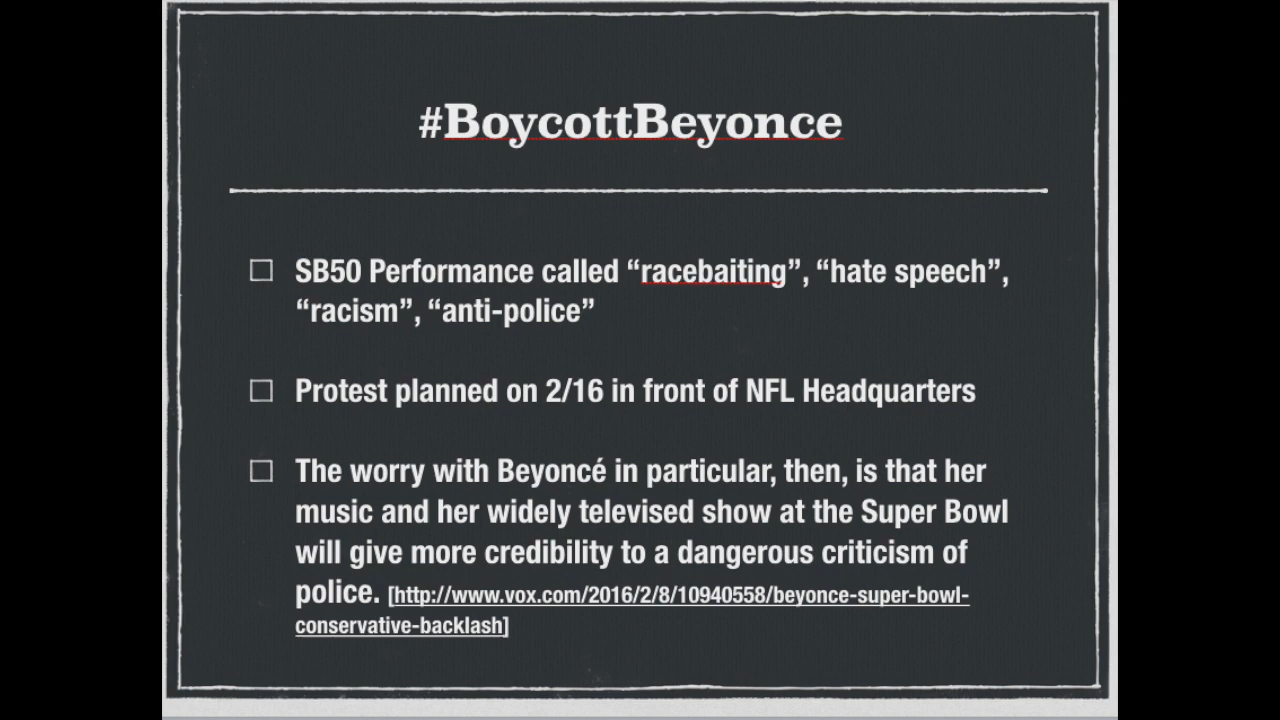 #BoycottBeyonce
SB50 Performance called “racebaiting”, “hate speech”,
“racism”, “anti-police”
Protest planned on 2/16 in front of NFL Headquarters
The worry with Beyoncé in particular, then, is that her
music and her widely televised show at the Super Bowl
will give more credibility to a dangerous criticism of
police. [http://www.vox.com/2016/2/8/10940558/beyonce-super-bowl-
conservative-backlash]